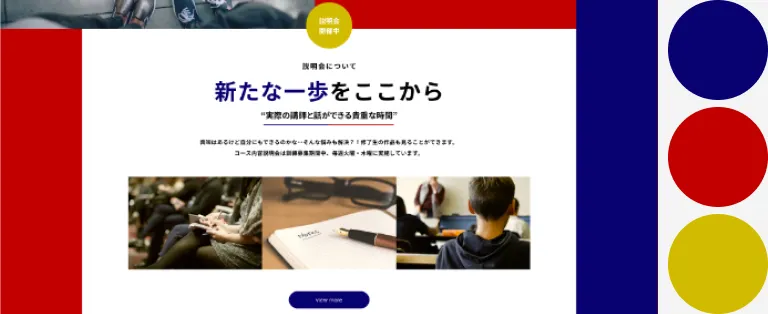 説明会
開催中
説明会について
新たな一歩をここから
“実際の講師と話ができる貴重な時間”
興味はあるけど自分にもできるのかな…そんな悩みも解決？！修了生の作品も見ることができます。
コース内容説明会は訓練募集期間中、毎週火曜・水曜に実施しています。
view more